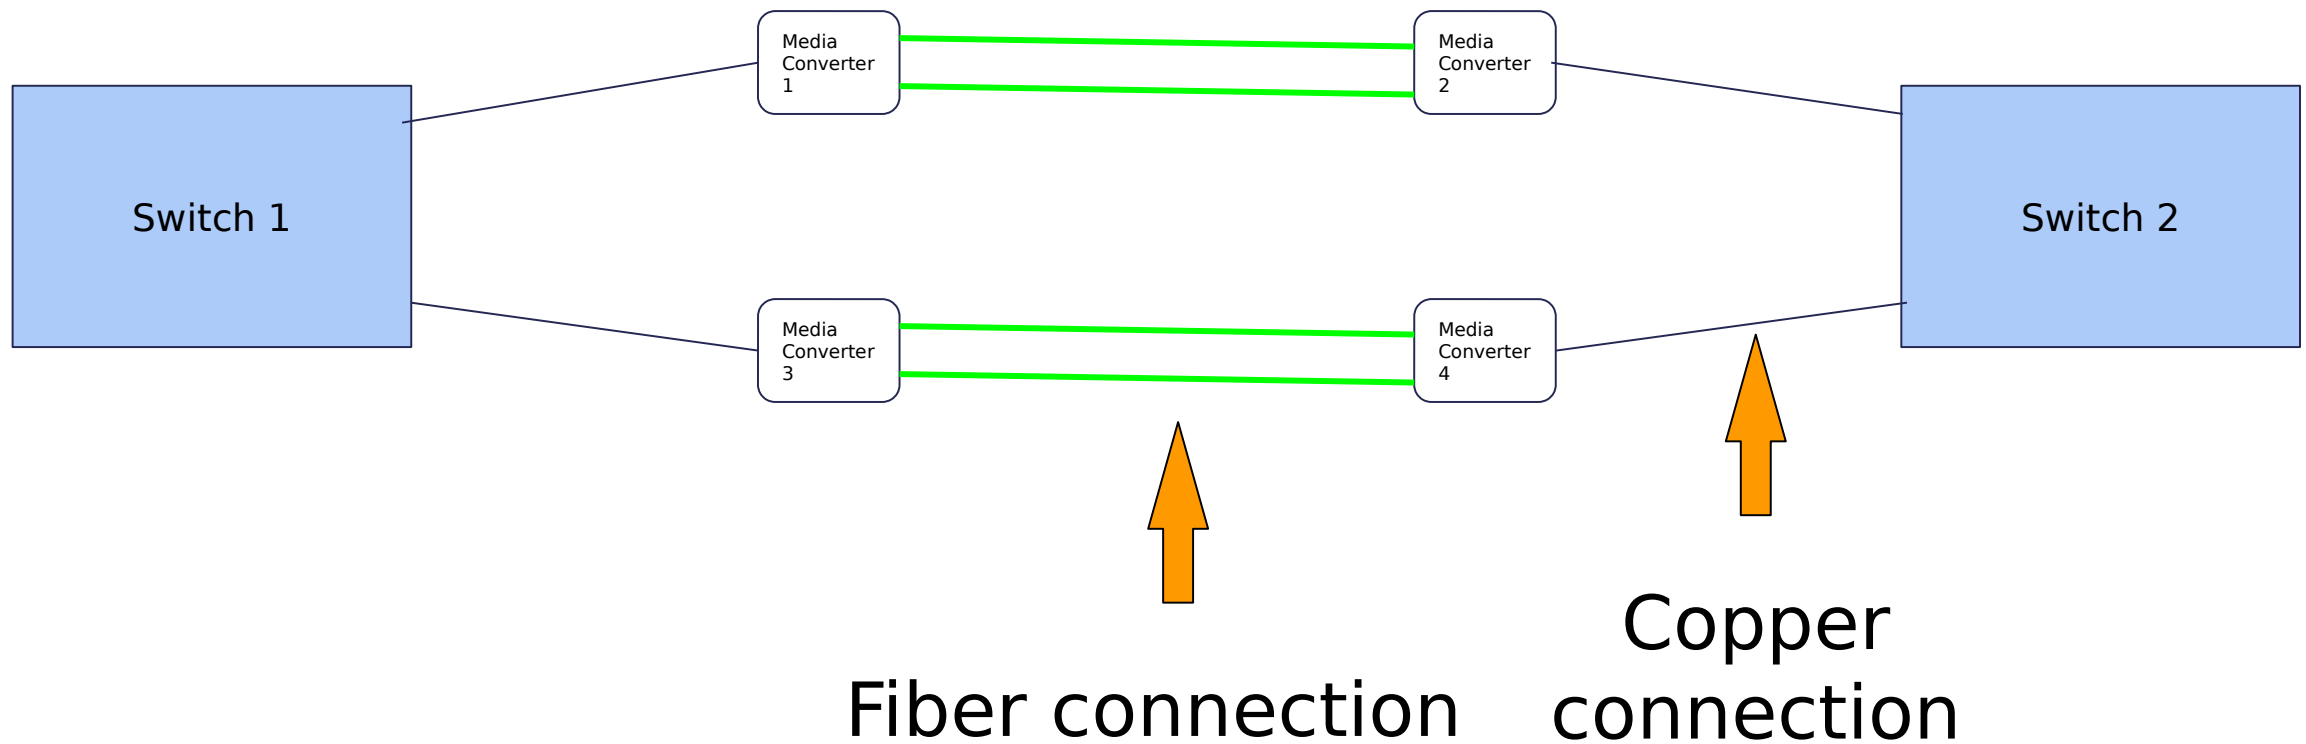 Media
Converter
1
Media
Converter
2
Switch 1
Switch 2
Media
Converter
3
Media
Converter
4
Fiber connection
Copper
connection